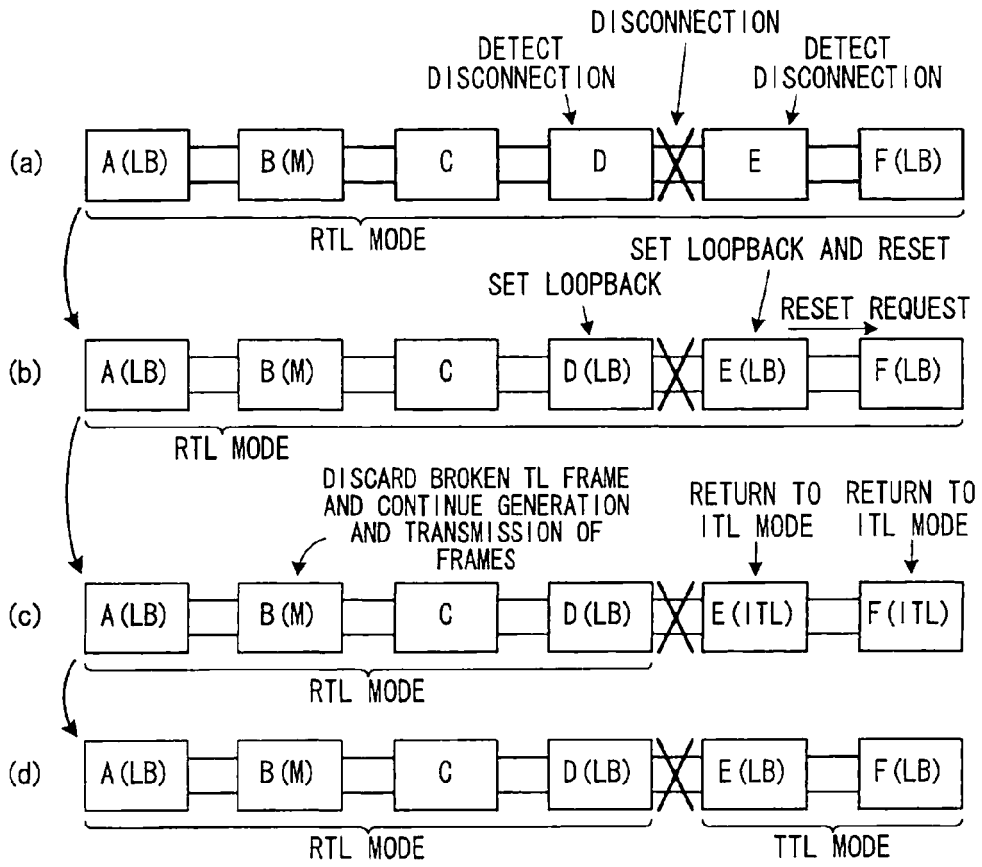 DISCONNECTION
DETECT
DISCONNECTION
DETECT
DISCONNECTION
(a)
A(LB)
B(M)
C
D
E
F(LB)
RTL MODE
SET LOOPBACK AND RESET
SET LOOPBACK
RESET REQUEST
(b)
A(LB)
B(M)
C
D(LB)
E(LB)
F(LB)
RTL MODE
DISCARD BROKEN TL FRAME
AND CONTINUE GENERATION
AND TRANSMISSION OF
FRAMES
RETURN TO
ITL MODE
RETURN TO
ITL MODE
(c)
A(LB)
B(M)
C
D(LB)
E(ITL)
F(ITL)
RTL MODE
(d)
A(LB)
B(M)
C
D(LB)
E(LB)
F(LB)
RTL MODE
TTL MODE